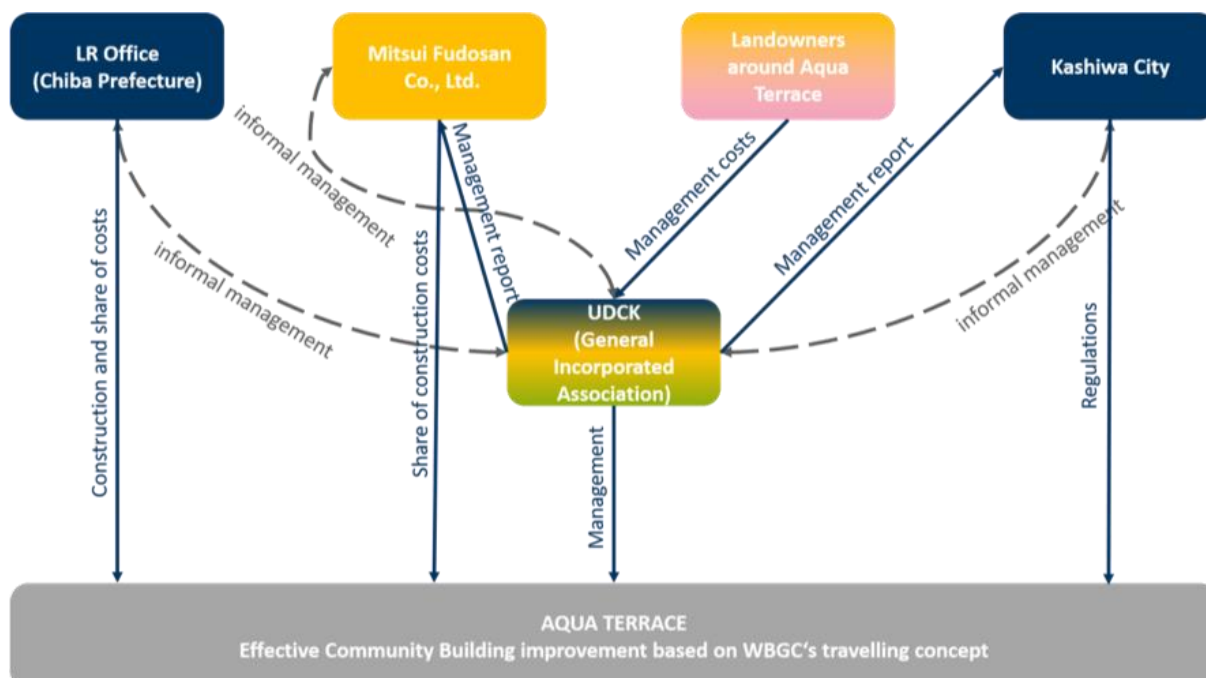 LR Office
(Chiba Prefecture)
Mitsui Fudosan
Co., Ltd.
Landowners
around Aqua
Terrace
Kashiwa City
informal management
Management report
Management costs
Management report
informal management
informal management
Construction and share of costs
Share of construction costs
UDCK
(General
Incorporated
Association)
Management
Regulations
AQUA TERRACE
Effective Community Building improvement based on WBGC‘s travelling concept